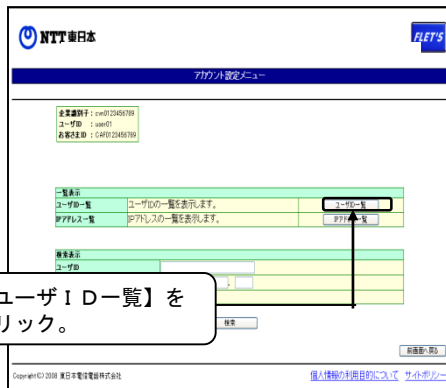 NTT東日本
FLET'S
アカウント設定メニュー
企業識別子：cvn0123456789
ユーザID ：user01
お客さまID ：CAF0123456789
一覧表示
ユーザID一覧 ユーザIDの一覧を表示します。 ユーザID一覧
IPアドレス一覧 IPアドレスの一覧を表示します。 IPアドレス一覧
検索表示
ユーザID
ユーザＩＤ一覧】を
リック。
検索
前画面へ戻る
Copyright(C) 2008 東日本電信電話株式会社
個人情報の利用目的について サイトポリシー